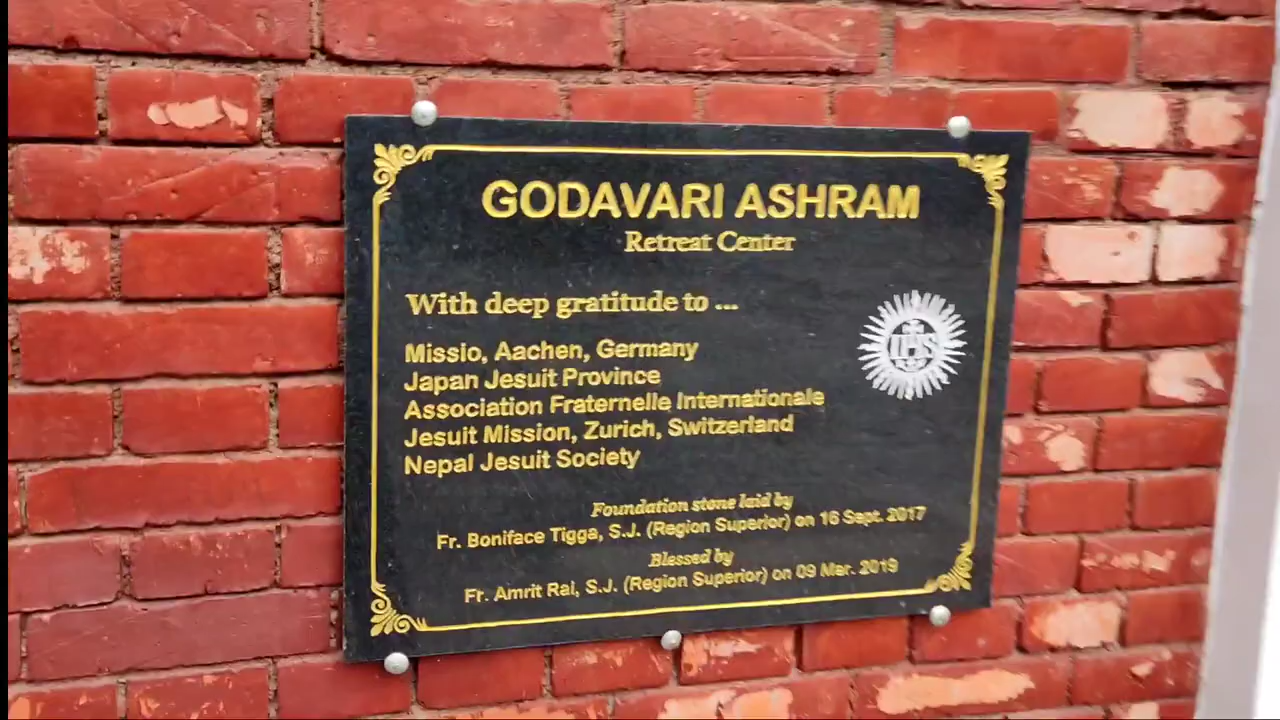 GODAVARI ASHRAM
Retreat Center
With deep gratitude to ...
Missio, Aachen, Germany
Japan Jesuit Province
Association Fraternelle Internationale
Jesuit Mission, Zurich, Switzerland
Nepal Jesuit Society
IHS
Foundation stone laid by
Fr. Boniface Tigga, S.J. (Region Superior) on 16 Sept. 2017
Blessed by
Fr. Amrit Rai, S.J. (Region Superior) on 09 Mar. 2019